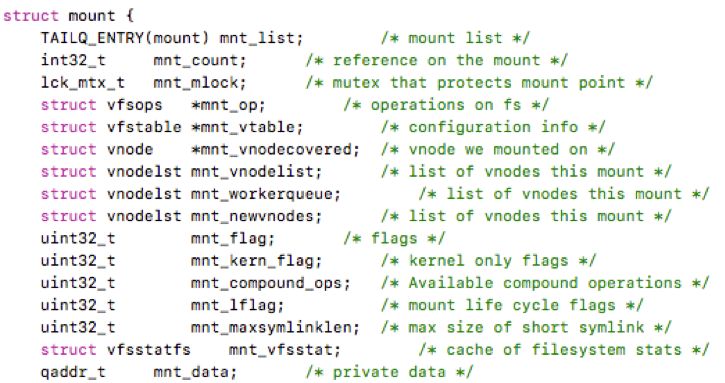 struct mount {
    TAILQ_ENTRY(mount) mnt_list;        /* mount list */
    int32_t    mnt_count;      /* reference on the mount */
    lck_mtx_t  mnt_mlock;      /* mutex that protects mount point */
    struct vfsops   *mnt_op;        /* operations on fs */
    struct vfstable *mnt_vtable;        /* configuration info */
    struct vnode    *mnt_vnodecovered;  /* vnode we mounted on */
    struct vnodelst mnt_vnodelist;      /* list of vnodes this mount */
    struct vnodelst mnt_workerqueue;        /* list of vnodes this mount */
    struct vnodelst mnt_newvnodes;      /* list of vnodes this mount */
    uint32_t        mnt_flag;       /* flags */
    uint32_t        mnt_kern_flag;      /* kernel only flags */
    uint32_t        mnt_compound_ops;   /* Available compound operations */
    uint32_t        mnt_lflag;          /* mount life cycle flags */
    uint32_t        mnt_maxsymlinklen;  /* max size of short symlink */
    struct vfsstatfs    mnt_vfsstat;        /* cache of filesystem stats */
    qaddr_t     mnt_data;       /* private data */